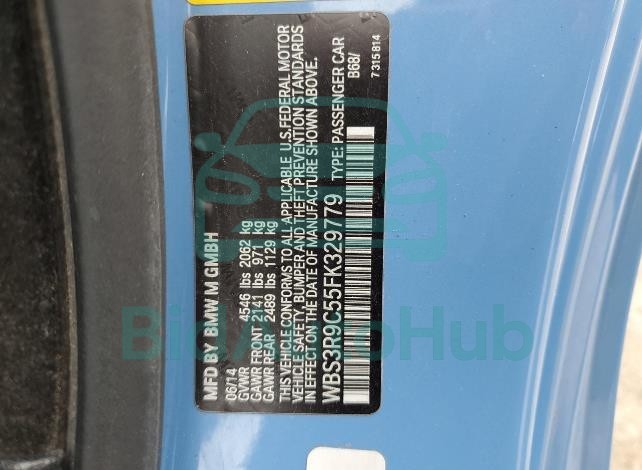 MFD BY BMW M GMBH
06/14
GVWR 4546 lbs 2062 kg
GAWR FRONT 2141 lbs 971 kg
GAWR REAR 2489 lbs 1129 kg
THIS VEHICLE CONFORMS TO ALL APPLICABLE U.S.FEDERAL MOTOR
VEHICLE SAFETY, BUMPER AND THEFT PREVENTION STANDARDS
IN EFFECT ON THE DATE OF MANUFACTURE SHOWN ABOVE.
WBS3R9C55FK329779 TYPE: PASSENGER CAR
B68/
7 315 814
BidAutoHub